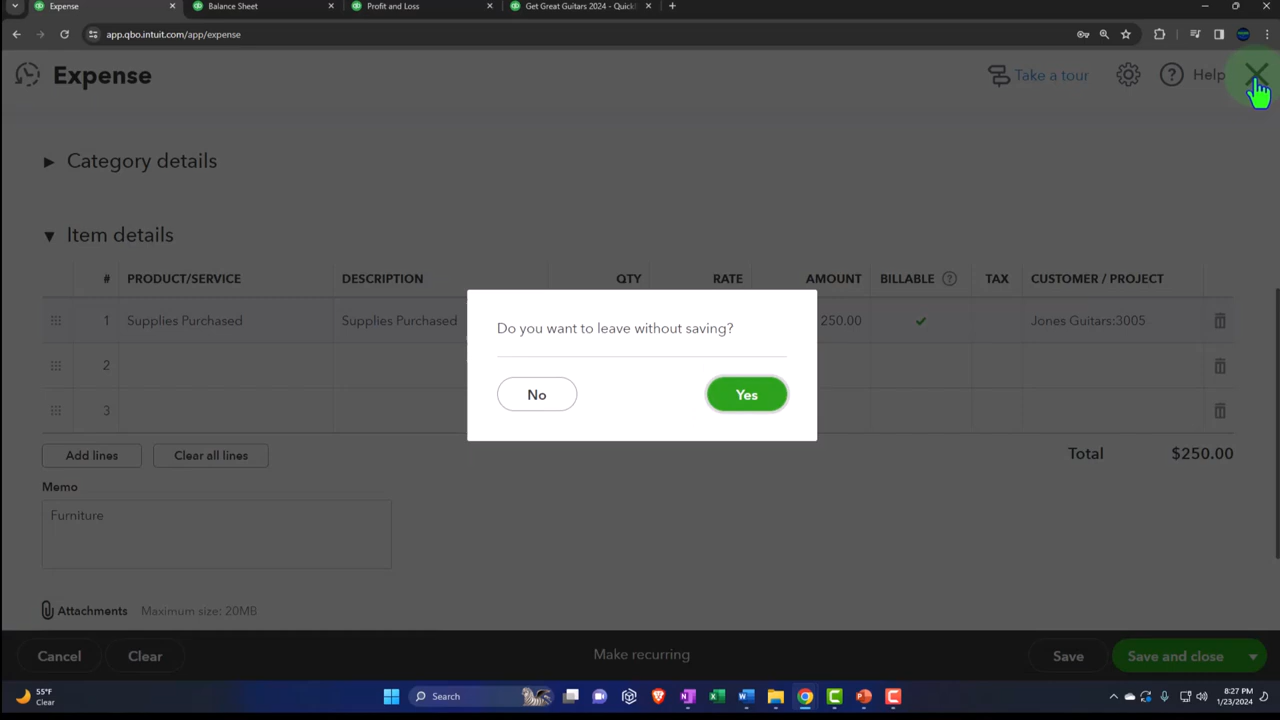 Expense
Balance Sheet
Profit and Loss
Get Great Guitars 2024 - Quick
app.qbo.intuit.com/app/expense
Expense
Take a tour
Help
Category details
Item details
# PRODUCT/SERVICE DESCRIPTION QTY RATE AMOUNT BILLABLE ? TAX CUSTOMER / PROJECT
1 Supplies Purchased Supplies Purchased 250.00 Jones Guitars:3005
2
3
Do you want to leave without saving?
No Yes
Add lines Clear all lines Total $250.00
Memo
Furniture
Attachments Maximum size: 20MB
Cancel Clear Make recurring Save Save and close
55°F
Clear
Search
8:27 PM
1/23/2024